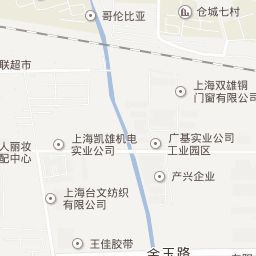 哥伦比亚
仓城七村
联超市
上海双雄铜
门窗有限公司
人丽妆
配中心
上海凯雄机电
实业公司
广基实业公司
工业园区
产兴企业
上海台文纺织
有限公司
王佳胶带
金玉路